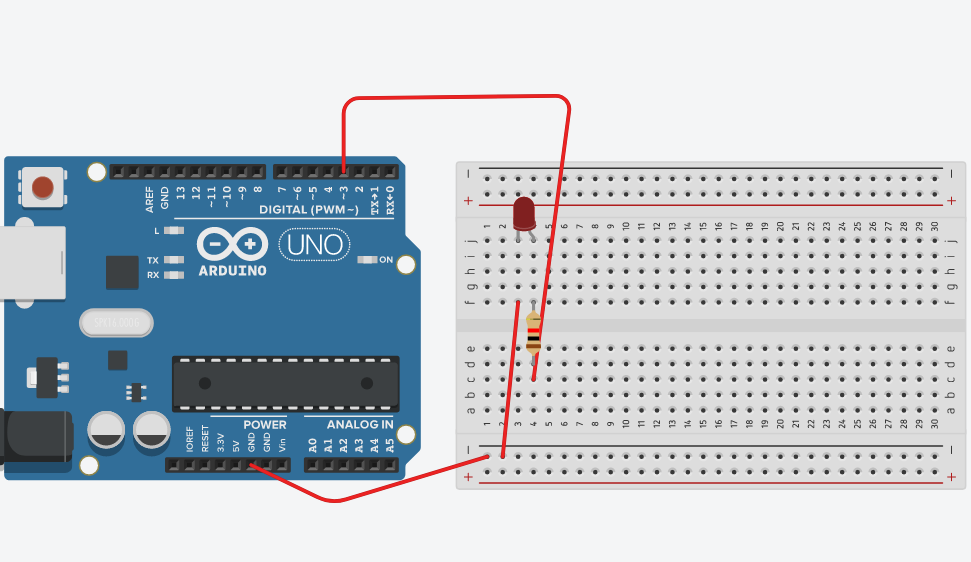 AREF
GND
13
12
~11
~10
~9
8
7
~6
~5
4
~3
2
TX→1
RX←0
DIGITAL (PWM~)
L
TX
RX
UNO
ON
ARDUINO
IOREF
RESET
3.3V
5V
GND
GND
Vin
POWER
ANALOG IN
A0
A1
A2
A3
A4
A5
− −
+ +
1 2 5 6 7 8 9 10 11 12 13 14 15 16 17 18 19 20 21 22 23 24 25 26 27 28 29 30
j j
i i
h h
g g
f f
e e
d d
c c
b b
a a
1 2 3 4 5 6 7 8 9 10 11 12 13 14 15 16 17 18 19 20 21 22 23 24 25 26 27 28 29 30
− −
+ +